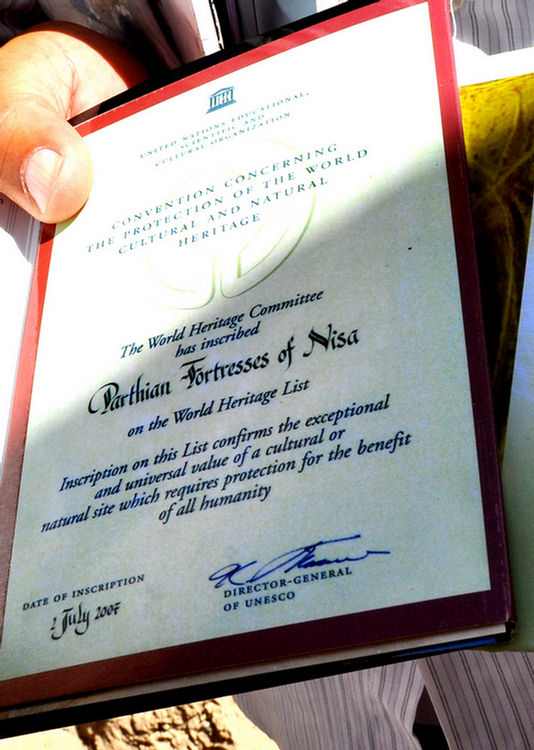 UNITED NATIONS EDUCATIONAL,
SCIENTIFIC AND
CULTURAL ORGANIZATION
CONVENTION CONCERNING
THE PROTECTION OF THE WORLD
CULTURAL AND NATURAL
HERITAGE
The World Heritage Committee
has inscribed
Parthian Fortresses of Nisa
on the World Heritage List
Inscription on this List confirms the exceptional
and universal value of a cultural or
natural site which requires protection for the benefit
of all humanity
DATE OF INSCRIPTION
2 July 2007
DIRECTOR-GENERAL
OF UNESCO